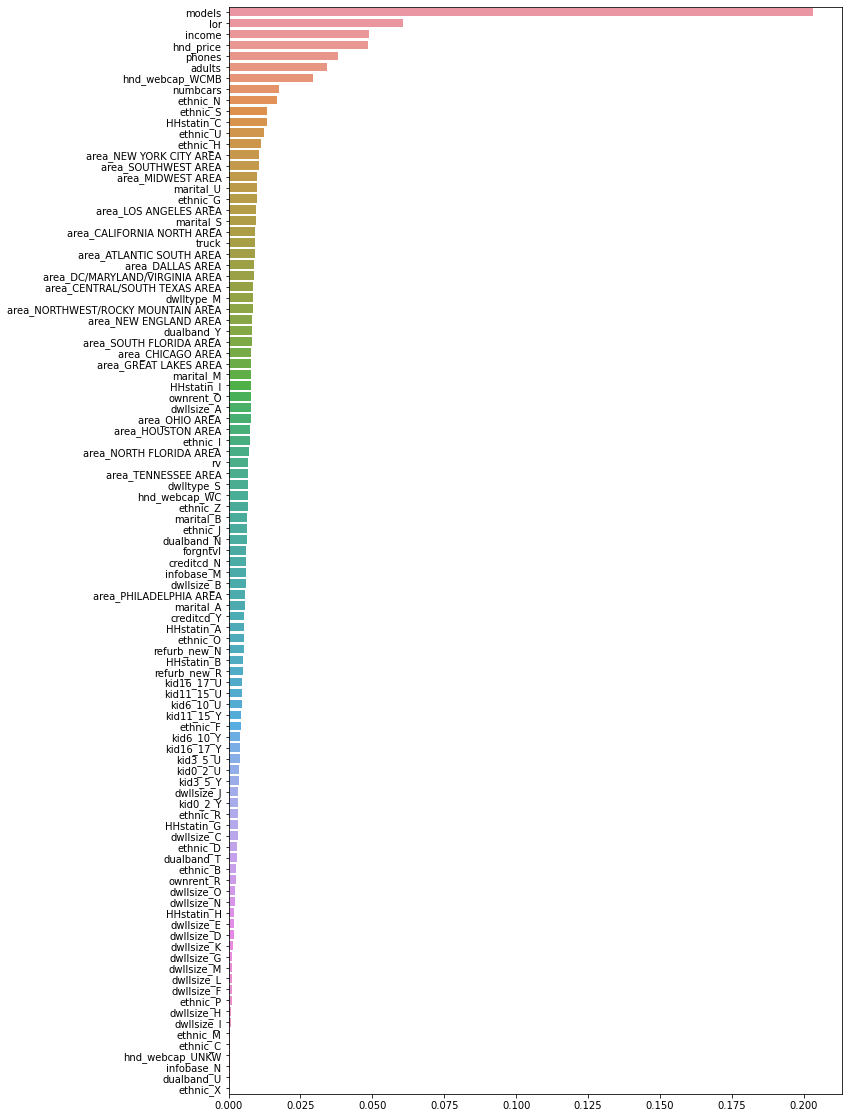 models
lor
income
hnd_price
phones
adults
hnd_webcap_WCMB
numbcars
ethnic_N
ethnic_S
HHstatin_C
ethnic_U
ethnic_H
area_NEW YORK CITY AREA
area_SOUTHWEST AREA
area_MIDWEST AREA
marital_U
ethnic_G
area_LOS ANGELES AREA
marital_S
area_CALIFORNIA NORTH AREA
truck
area_ATLANTIC SOUTH AREA
area_DALLAS AREA
area_DC/MARYLAND/VIRGINIA AREA
area_CENTRAL/SOUTH TEXAS AREA
dwlltype_M
area_NORTHWEST/ROCKY MOUNTAIN AREA
area_NEW ENGLAND AREA
dualband_Y
area_SOUTH FLORIDA AREA
area_CHICAGO AREA
area_GREAT LAKES AREA
marital_M
HHstatin_I
ownrent_O
dwllsize_A
area_OHIO AREA
area_HOUSTON AREA
ethnic_I
area_NORTH FLORIDA AREA
rv
area_TENNESSEE AREA
dwlltype_S
hnd_webcap_WC
ethnic_Z
marital_B
ethnic_J
dualband_N
forgntvl
creditcd_N
infobase_M
dwllsize_B
area_PHILADELPHIA AREA
marital_A
creditcd_Y
HHstatin_A
ethnic_O
refurb_new_N
HHstatin_B
refurb_new_R
kid16_17_U
kid11_15_U
kid6_10_U
kid11_15_Y
ethnic_F
kid6_10_Y
kid16_17_Y
kid3_5_U
kid0_2_U
kid3_5_Y
dwllsize_J
kid0_2_Y
ethnic_R
HHstatin_G
dwllsize_C
ethnic_D
dualband_T
ethnic_B
ownrent_R
dwllsize_O
dwllsize_N
HHstatin_H
dwllsize_E
dwllsize_D
dwllsize_K
dwllsize_G
dwllsize_M
dwllsize_L
dwllsize_F
ethnic_P
dwllsize_H
dwllsize_I
ethnic_M
ethnic_C
hnd_webcap_UNKW
infobase_N
dualband_U
ethnic_X
0.000 0.025 0.050 0.075 0.100 0.125 0.150 0.175 0.200